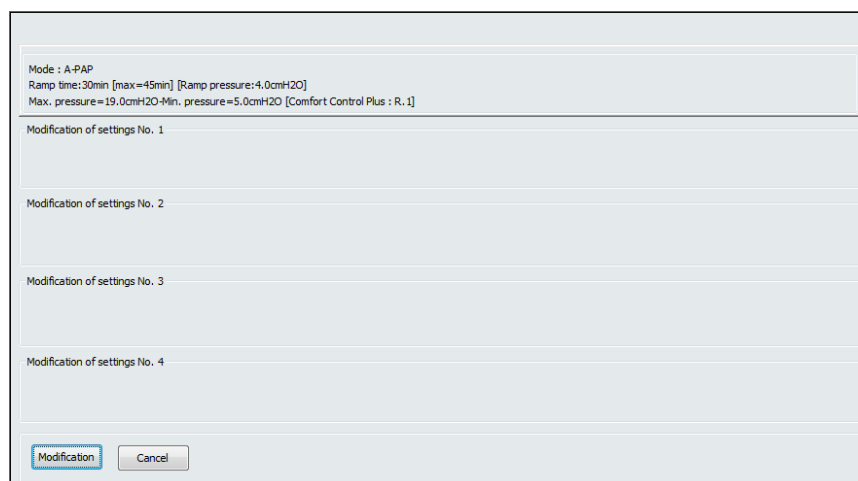 Mode : A-PAP
Ramp time:30min [max=45min] [Ramp pressure:4.0cmH2O]
Max. pressure=19.0cmH2O-Min. pressure=5.0cmH2O [Comfort Control Plus : R.1]
Modification of settings No. 1
Modification of settings No. 2
Modification of settings No. 3
Modification of settings No. 4
Modification
Cancel